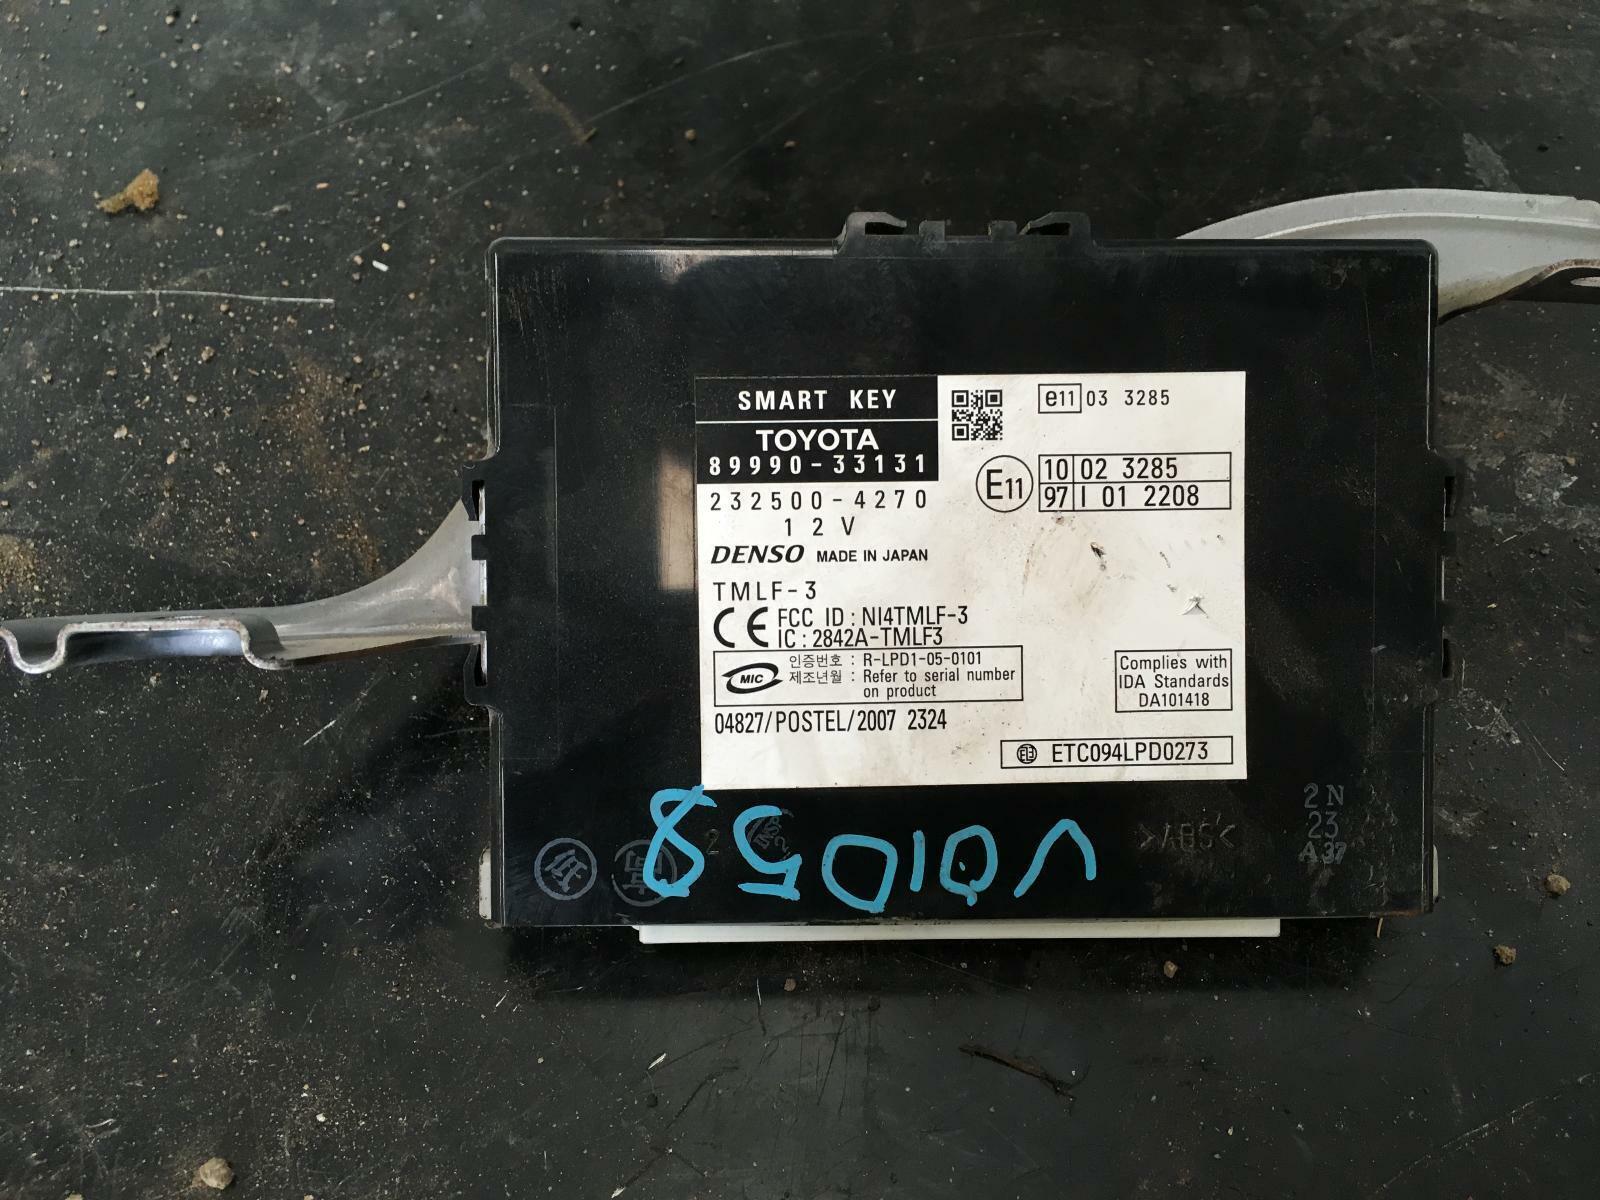 SMART KEY
TOYOTA
89990-33131
232500-4270
12V
DENSO MADE IN JAPAN
TMLF-3
CE FCC ID : NI4TMLF-3
IC : 2842A-TMLF3
MIC 인증번호 : R-LPD1-05-0101
제조년월 : Refer to serial number
on product
04827/POSTEL/2007 2324
e11 03 3285
E11 10 02 3285
97 I 01 2208
Complies with
IDA Standards
DA101418
ETC094LPD0273
V01058
>ABS<
2N
23
A37